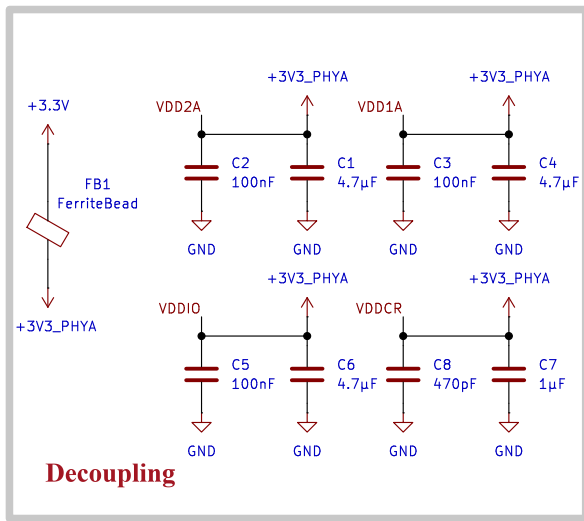 +3.3V
FB1
FerriteBead
+3V3_PHYA
VDD2A
+3V3_PHYA
C2
100nF
GND
C1
4.7µF
GND
VDD1A
+3V3_PHYA
C3
100nF
GND
C4
4.7µF
GND
VDDIO
+3V3_PHYA
C5
100nF
GND
C6
4.7µF
GND
VDDCR
+3V3_PHYA
C8
470pF
GND
C7
1µF
GND
Decoupling